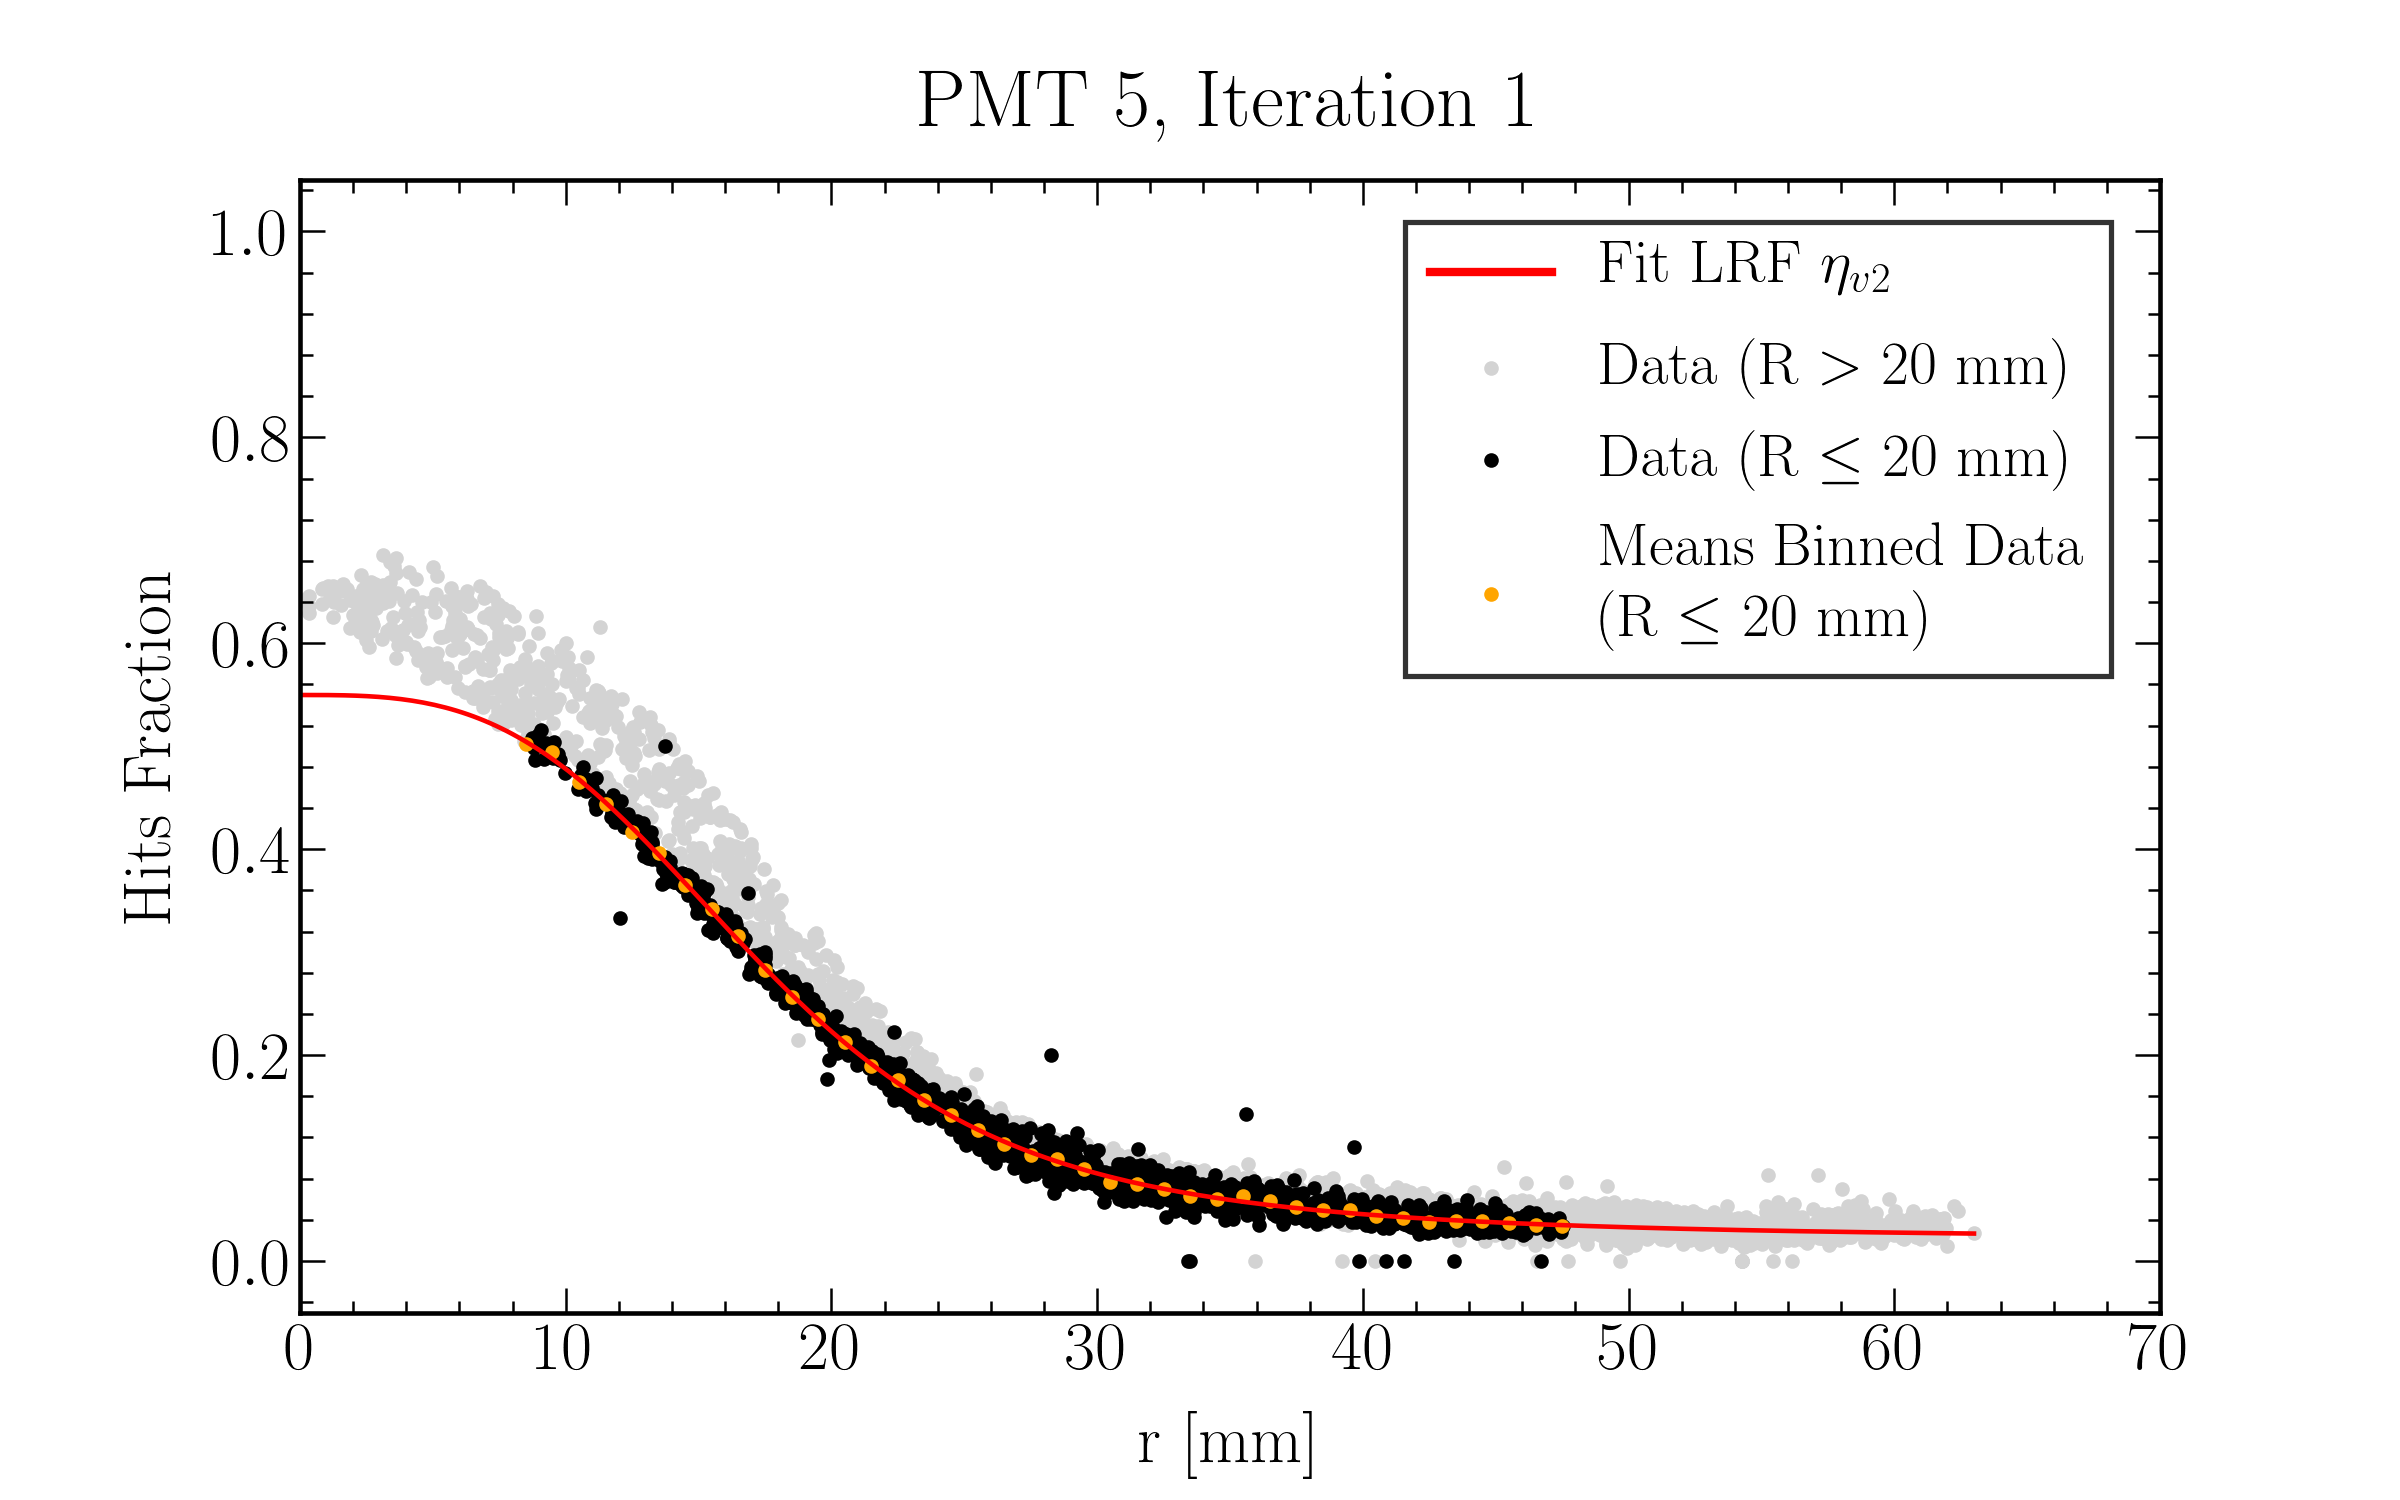 PMT 5, Iteration 1
Fit LRF η_{v2}
Data (R > 20 mm)
Data (R ≤ 20 mm)
Means Binned Data
(R ≤ 20 mm)
Hits Fraction
1.0
0.8
0.6
0.4
0.2
0.0
0 10 20 30 40 50 60 70
r [mm]